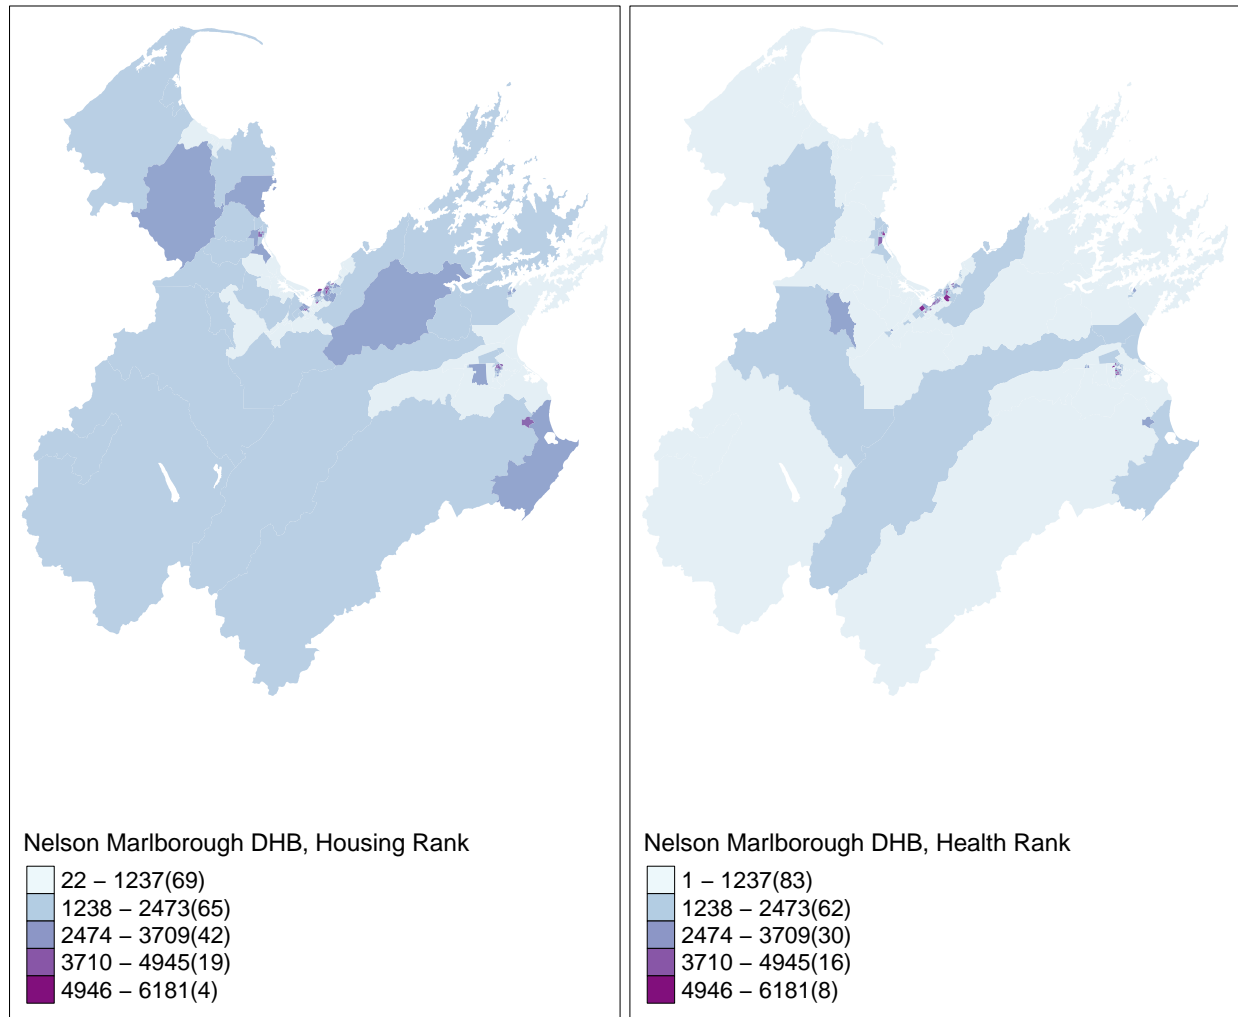 Nelson Marlborough DHB, Housing Rank
22 – 1237(69)
1238 – 2473(65)
2474 – 3709(42)
3710 – 4945(19)
4946 – 6181(4)
Nelson Marlborough DHB, Health Rank
1 – 1237(83)
1238 – 2473(62)
2474 – 3709(30)
3710 – 4945(16)
4946 – 6181(8)